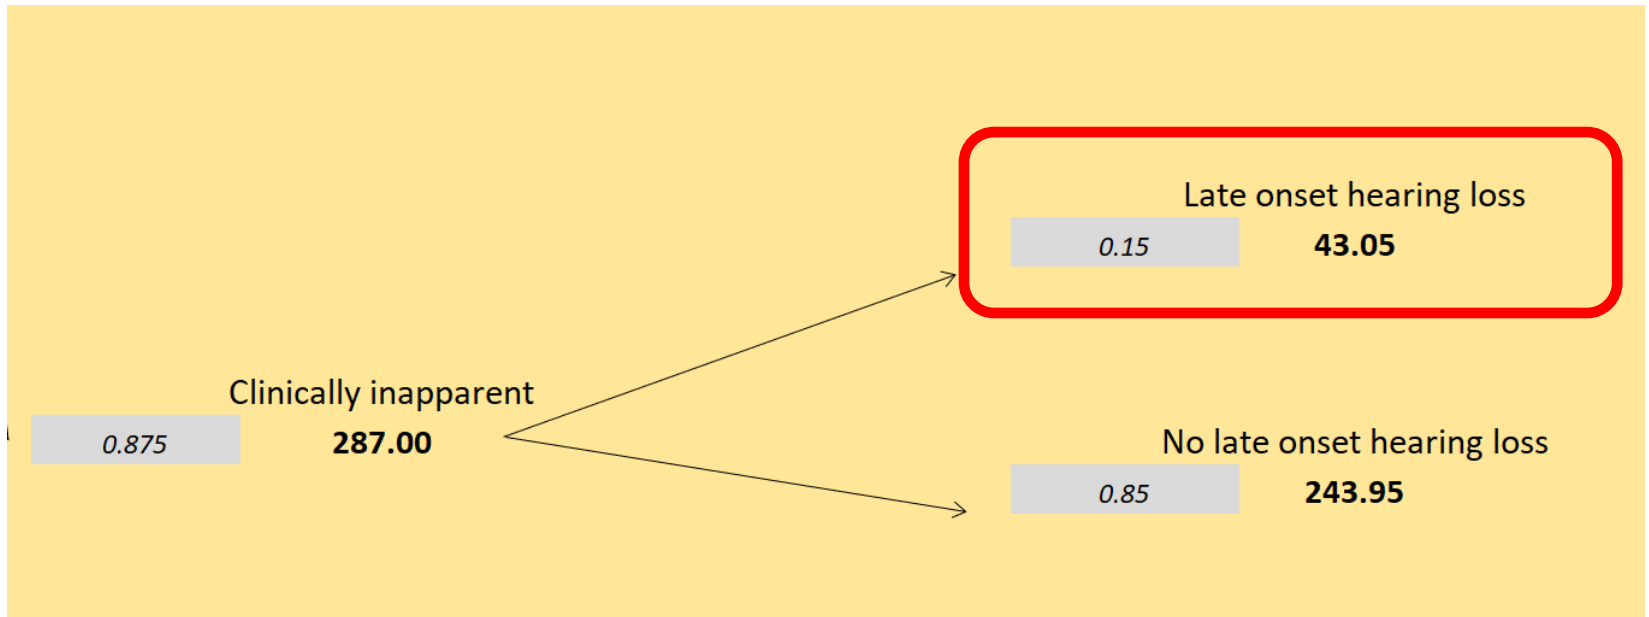 Late onset hearing loss
0.15 43.05
Clinically inapparent
0.875 287.00
No late onset hearing loss
0.85 243.95